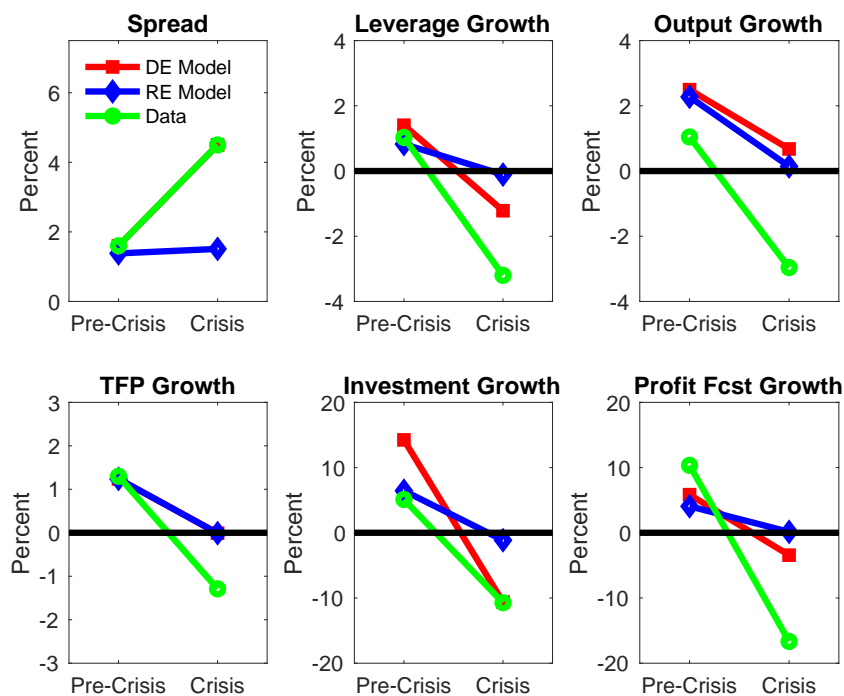 Spread
Percent
6
4
2
0
DE Model
RE Model
Data
Pre-Crisis Crisis
Leverage Growth
4
2
0
-2
-4
Pre-Crisis Crisis
Output Growth
Percent
4
2
0
-2
-4
Pre-Crisis Crisis
TFP Growth
Percent
3
2
1
0
-1
-2
-3
Pre-Crisis Crisis
Investment Growth
Percent
20
10
0
-10
-20
Pre-Crisis Crisis
Profit Fcst Growth
Percent
20
10
0
-10
-20
Pre-Crisis Crisis